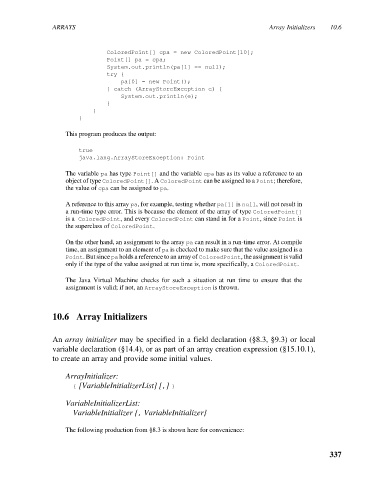 ARRAYS Array Initializers 10.6
ColoredPoint[] cpa = new ColoredPoint[10];
Point[] pa = cpa;
System.out.println(pa[1] == null);
try {
pa[0] = new Point();
} catch (ArrayStoreException e) {
System.out.println(e);
}
}
}
This program produces the output:
true
java.lang.ArrayStoreException: Point
The variable pa has type Point[] and the variable cpa has as its value a reference to an
object of type ColoredPoint[]. A ColoredPoint can be assigned to a Point; therefore,
the value of cpa can be assigned to pa.
A reference to this array pa, for example, testing whether pa[1] is null, will not result in
a run-time type error. This is because the element of the array of type ColoredPoint[]
is a ColoredPoint, and every ColoredPoint can stand in for a Point, since Point is
the superclass of ColoredPoint.
On the other hand, an assignment to the array pa can result in a run-time error. At compile
time, an assignment to an element of pa is checked to make sure that the value assigned is a
Point. But since pa holds a reference to an array of ColoredPoint, the assignment is valid
only if the type of the value assigned at run time is, more specifically, a ColoredPoint.
The Java Virtual Machine checks for such a situation at run time to ensure that the
assignment is valid; if not, an ArrayStoreException is thrown.
10.6 Array Initializers
An array initializer may be specified in a field declaration (§8.3, §9.3) or local
variable declaration (§14.4), or as part of an array creation expression (§15.10.1),
to create an array and provide some initial values.
ArrayInitializer:
{ [VariableInitializerList] [,] }
VariableInitializerList:
VariableInitializer {, VariableInitializer}
The following production from §8.3 is shown here for convenience:
337